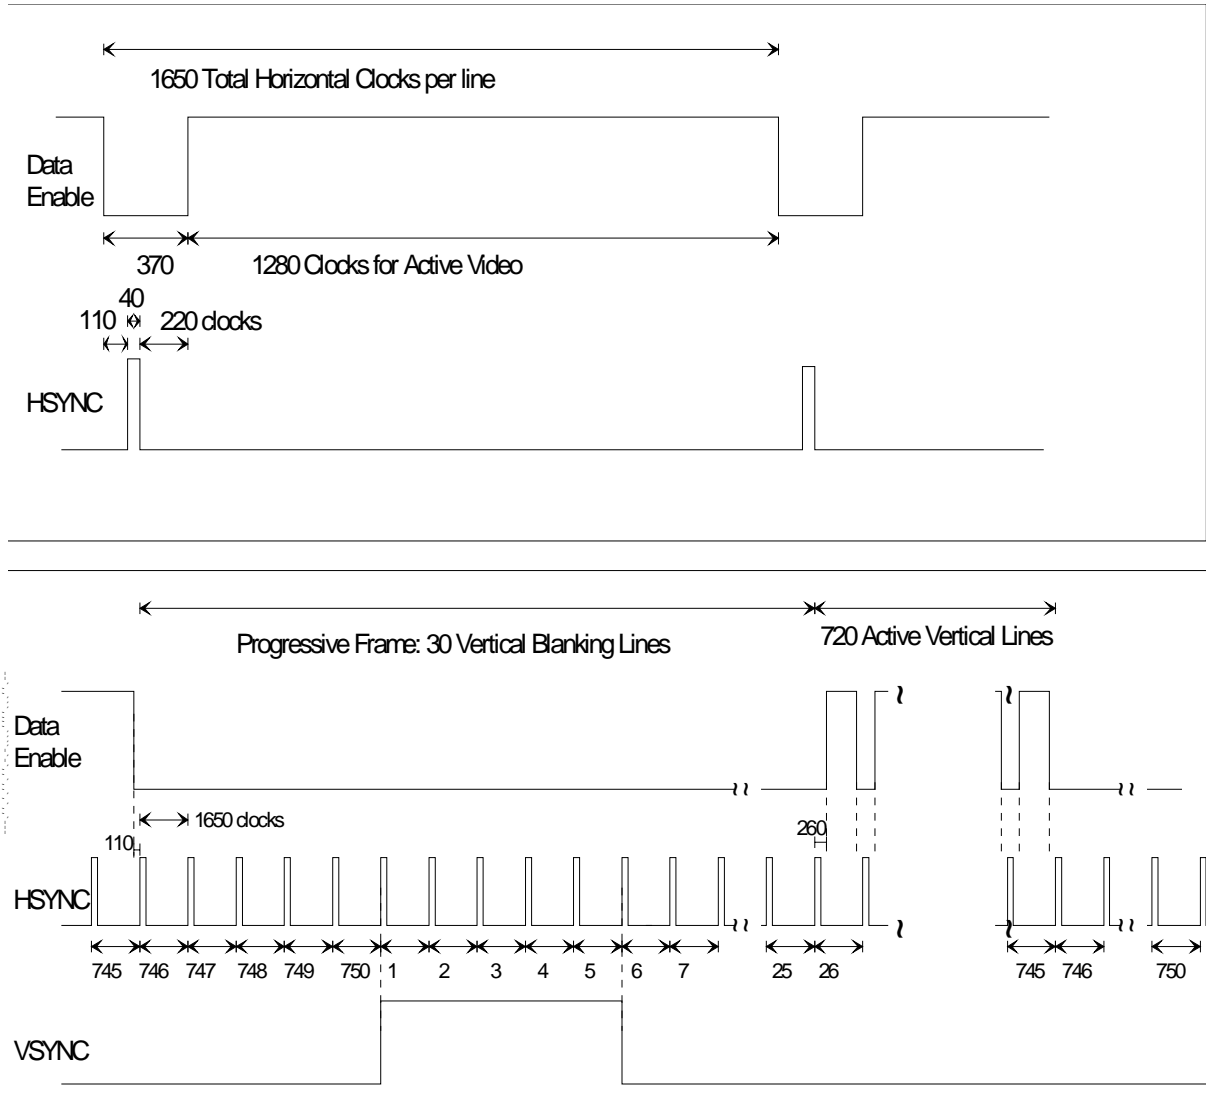 1650 Total Horizontal Clocks per line
Data
Enable
370
1280 Clocks for Active Video
40
110
220 clocks
HSYNC
Progressive Frame: 30 Vertical Blanking Lines
720 Active Vertical Lines
Data
Enable
1650 clocks
110
260
HSYNC
745 746 747 748 749 750 1 2 3 4 5 6 7 25 26 745 746 750
VSYNC